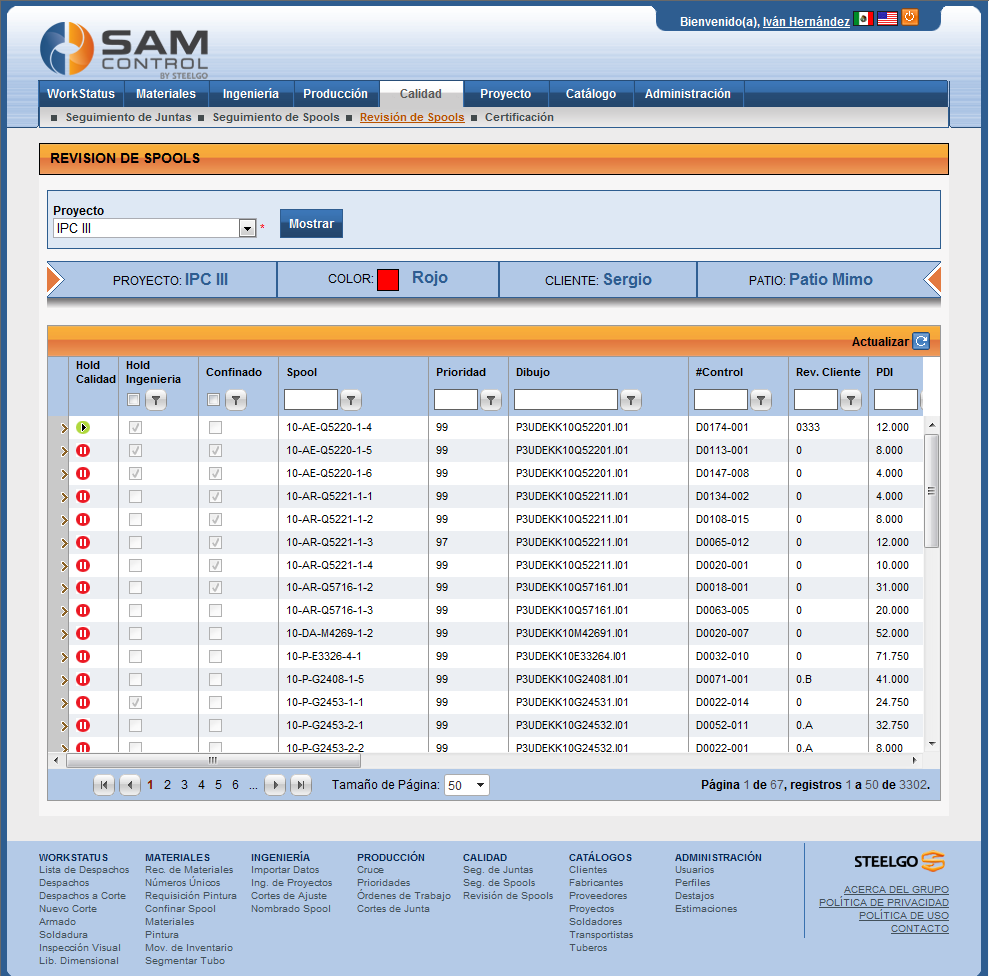 Bienvenido(a), Iván Hernández
SAM
CONTROL
BY STEELGO
WorkStatus Materiales Ingeniería Producción Calidad Proyecto Catálogo Administración
Seguimiento de Juntas Seguimiento de Spools Revisión de Spools Certificación
REVISION DE SPOOLS
Proyecto
IPC III * Mostrar
PROYECTO: IPC III COLOR: Rojo CLIENTE: Sergio PATIO: Patio Mimo
Actualizar
Hold Calidad Hold Ingenieria Confinado Spool Prioridad Dibujo #Control Rev. Cliente PDI
10-AE-Q5220-1-4 99 P3UDEKK10Q52201.I01 D0174-001 0333 12.000
10-AE-Q5220-1-5 99 P3UDEKK10Q52201.I01 D0113-001 0 8.000
10-AE-Q5220-1-6 99 P3UDEKK10Q52201.I01 D0147-008 0 4.000
10-AR-Q5221-1-1 99 P3UDEKK10Q52211.I01 D0134-002 0 4.000
10-AR-Q5221-1-2 99 P3UDEKK10Q52211.I01 D0108-015 0 8.000
10-AR-Q5221-1-3 97 P3UDEKK10Q52211.I01 D0065-012 0 12.000
10-AR-Q5221-1-4 99 P3UDEKK10Q52211.I01 D0020-001 0 10.000
10-AR-Q5716-1-2 99 P3UDEKK10Q57161.I01 D0018-001 0 31.000
10-AR-Q5716-1-3 99 P3UDEKK10Q57161.I01 D0063-005 0 20.000
10-DA-M4269-1-2 99 P3UDEKK10M42691.I01 D0020-007 0 52.000
10-P-E3326-4-1 99 P3UDEKK10E33264.I01 D0032-010 0 71.750
10-P-G2408-1-5 99 P3UDEKK10G24081.I01 D0071-001 0.B 41.000
10-P-G2453-1-1 99 P3UDEKK10G24531.I01 D0022-014 0 24.750
10-P-G2453-2-1 99 P3UDEKK10G24532.I01 D0052-011 0.A 32.750
10-P-G2453-2-2 99 P3UDEKK10G24532.I01 D0022-001 0.A 8.000
1 2 3 4 5 6 ... Tamaño de Página: 50 Página 1 de 67, registros 1 a 50 de 3302.
WORKSTATUS
Lista de Despachos
Despachos
Despachos a Corte
Nuevo Corte
Armado
Soldadura
Inspección Visual
Lib. Dimensional
MATERIALES
Rec. de Materiales
Números Únicos
Requisición Pintura
Confinar Spool
Materiales
Pintura
Mov. de Inventario
Segmentar Tubo
INGENIERÍA
Importar Datos
Ing. de Proyectos
Cortes de Ajuste
Nombrado Spool
PRODUCCIÓN
Cruce
Prioridades
Órdenes de Trabajo
Cortes de Junta
CALIDAD
Seg. de Juntas
Seg. de Spools
Revisión de Spools
CATÁLOGOS
Clientes
Fabricantes
Proveedores
Proyectos
Soldadores
Transportistas
Tuberos
ADMINISTRACIÓN
Usuarios
Perfiles
Destajos
Estimaciones
STEELGO
ACERCA DEL GRUPO
POLÍTICA DE PRIVACIDAD
POLÍTICA DE USO
CONTACTO